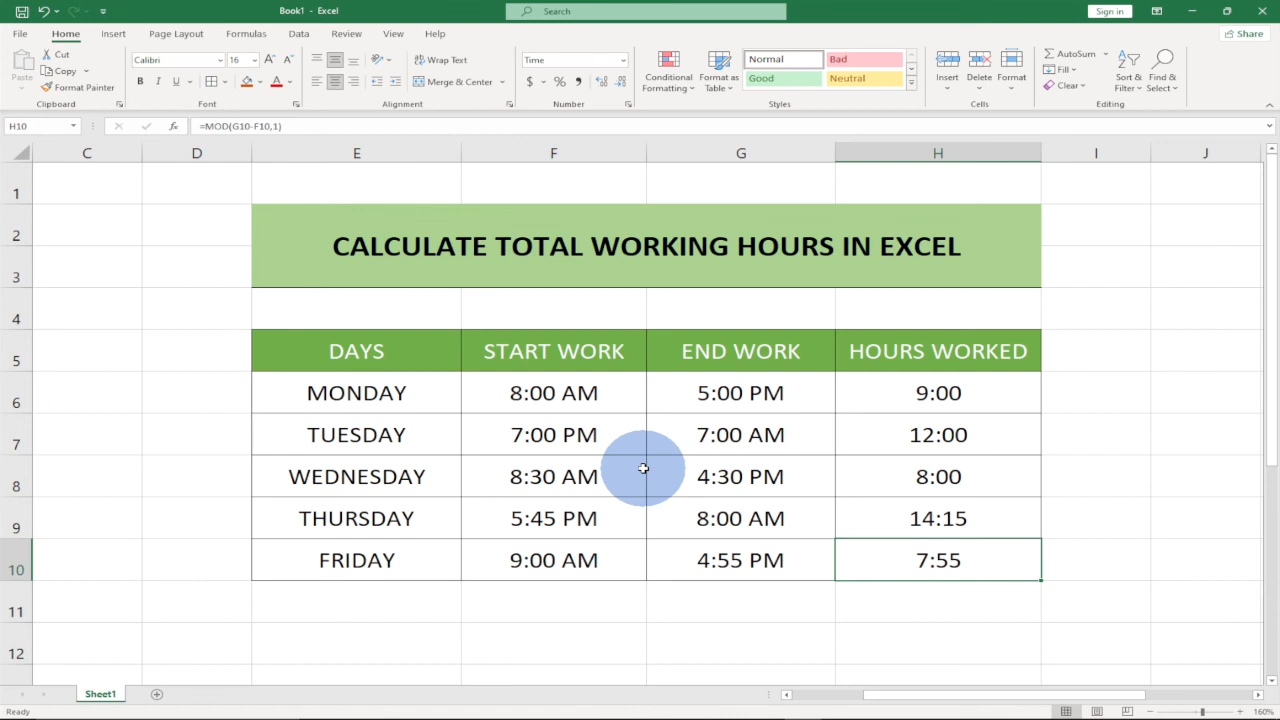 Book1 - Excel
Search
Sign in
File Home Insert Page Layout Formulas Data Review View Help
Share
Paste
Cut
Copy
Format Painter
Clipboard
Calibri 16
B I U
Font
Wrap Text
Merge & Center
Alignment
Time
$ % ,
Number
Conditional Formatting
Format as Table
Normal Bad
Good Neutral
Styles
Insert Delete Format
Cells
AutoSum
Fill
Clear
Sort & Filter
Find & Select
Editing
H10 fx =MOD(G10-F10,1)
C D E F G H I J
1
2
CALCULATE TOTAL WORKING HOURS IN EXCEL
3
4
5 DAYS START WORK END WORK HOURS WORKED
6 MONDAY 8:00 AM 5:00 PM 9:00
7 TUESDAY 7:00 PM 7:00 AM 12:00
8 WEDNESDAY 8:30 AM 4:30 PM 8:00
9 THURSDAY 5:45 PM 8:00 AM 14:15
10 FRIDAY 9:00 AM 4:55 PM 7:55
11
12
Sheet1
Ready
160%